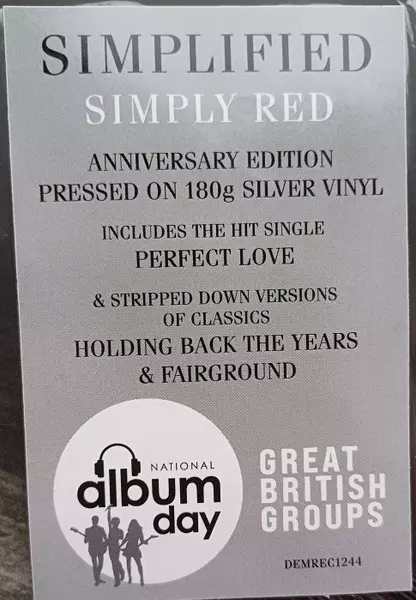 SIMPLIFIED
SIMPLY RED
ANNIVERSARY EDITION
PRESSED ON 180g SILVER VINYL
INCLUDES THE HIT SINGLE
PERFECT LOVE
& STRIPPED DOWN VERSIONS
OF CLASSICS
HOLDING BACK THE YEARS
& FAIRGROUND
NATIONAL
album
day
GREAT
BRITISH
GROUPS
DEMREC1244